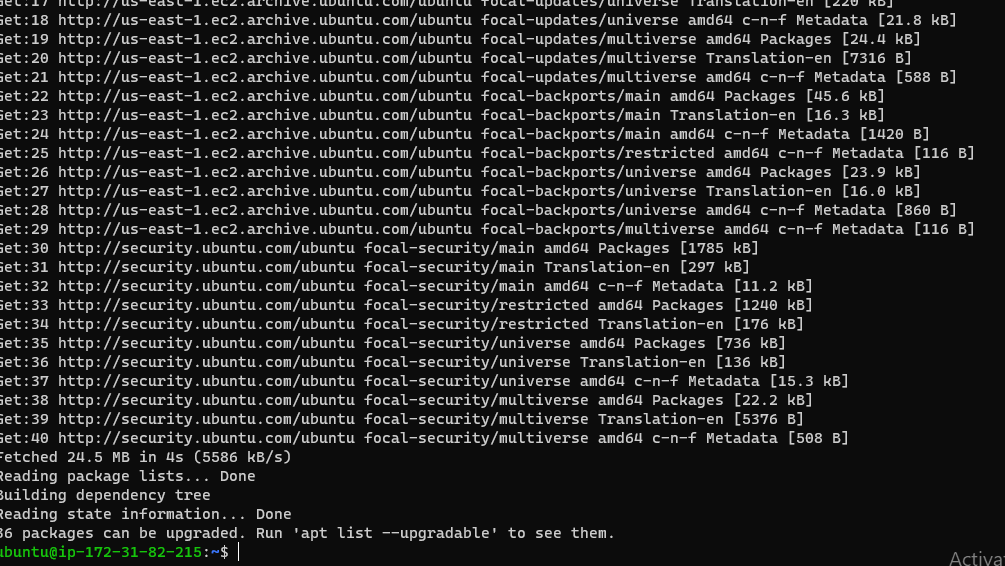 Get:17 http://us-east-1.ec2.archive.ubuntu.com/ubuntu focal-updates/universe Translation-en [220 kB]
Get:18 http://us-east-1.ec2.archive.ubuntu.com/ubuntu focal-updates/universe amd64 c-n-f Metadata [21.8 kB]
Get:19 http://us-east-1.ec2.archive.ubuntu.com/ubuntu focal-updates/multiverse amd64 Packages [24.4 kB]
Get:20 http://us-east-1.ec2.archive.ubuntu.com/ubuntu focal-updates/multiverse Translation-en [7316 B]
Get:21 http://us-east-1.ec2.archive.ubuntu.com/ubuntu focal-updates/multiverse amd64 c-n-f Metadata [588 B]
Get:22 http://us-east-1.ec2.archive.ubuntu.com/ubuntu focal-backports/main amd64 Packages [45.6 kB]
Get:23 http://us-east-1.ec2.archive.ubuntu.com/ubuntu focal-backports/main Translation-en [16.3 kB]
Get:24 http://us-east-1.ec2.archive.ubuntu.com/ubuntu focal-backports/main amd64 c-n-f Metadata [1420 B]
Get:25 http://us-east-1.ec2.archive.ubuntu.com/ubuntu focal-backports/restricted amd64 c-n-f Metadata [116 B]
Get:26 http://us-east-1.ec2.archive.ubuntu.com/ubuntu focal-backports/universe amd64 Packages [23.9 kB]
Get:27 http://us-east-1.ec2.archive.ubuntu.com/ubuntu focal-backports/universe Translation-en [16.0 kB]
Get:28 http://us-east-1.ec2.archive.ubuntu.com/ubuntu focal-backports/universe amd64 c-n-f Metadata [860 B]
Get:29 http://us-east-1.ec2.archive.ubuntu.com/ubuntu focal-backports/multiverse amd64 c-n-f Metadata [116 B]
Get:30 http://security.ubuntu.com/ubuntu focal-security/main amd64 Packages [1785 kB]
Get:31 http://security.ubuntu.com/ubuntu focal-security/main Translation-en [297 kB]
Get:32 http://security.ubuntu.com/ubuntu focal-security/main amd64 c-n-f Metadata [11.2 kB]
Get:33 http://security.ubuntu.com/ubuntu focal-security/restricted amd64 Packages [1240 kB]
Get:34 http://security.ubuntu.com/ubuntu focal-security/restricted Translation-en [176 kB]
Get:35 http://security.ubuntu.com/ubuntu focal-security/universe amd64 Packages [736 kB]
Get:36 http://security.ubuntu.com/ubuntu focal-security/universe Translation-en [136 kB]
Get:37 http://security.ubuntu.com/ubuntu focal-security/universe amd64 c-n-f Metadata [15.3 kB]
Get:38 http://security.ubuntu.com/ubuntu focal-security/multiverse amd64 Packages [22.2 kB]
Get:39 http://security.ubuntu.com/ubuntu focal-security/multiverse Translation-en [5376 B]
Get:40 http://security.ubuntu.com/ubuntu focal-security/multiverse amd64 c-n-f Metadata [508 B]
Fetched 24.5 MB in 4s (5586 kB/s)
Reading package lists... Done
Building dependency tree
Reading state information... Done
packages can be upgraded. Run 'apt list --upgradable' to see them.
ubuntu@ip-172-31-82-215:~$
Activa